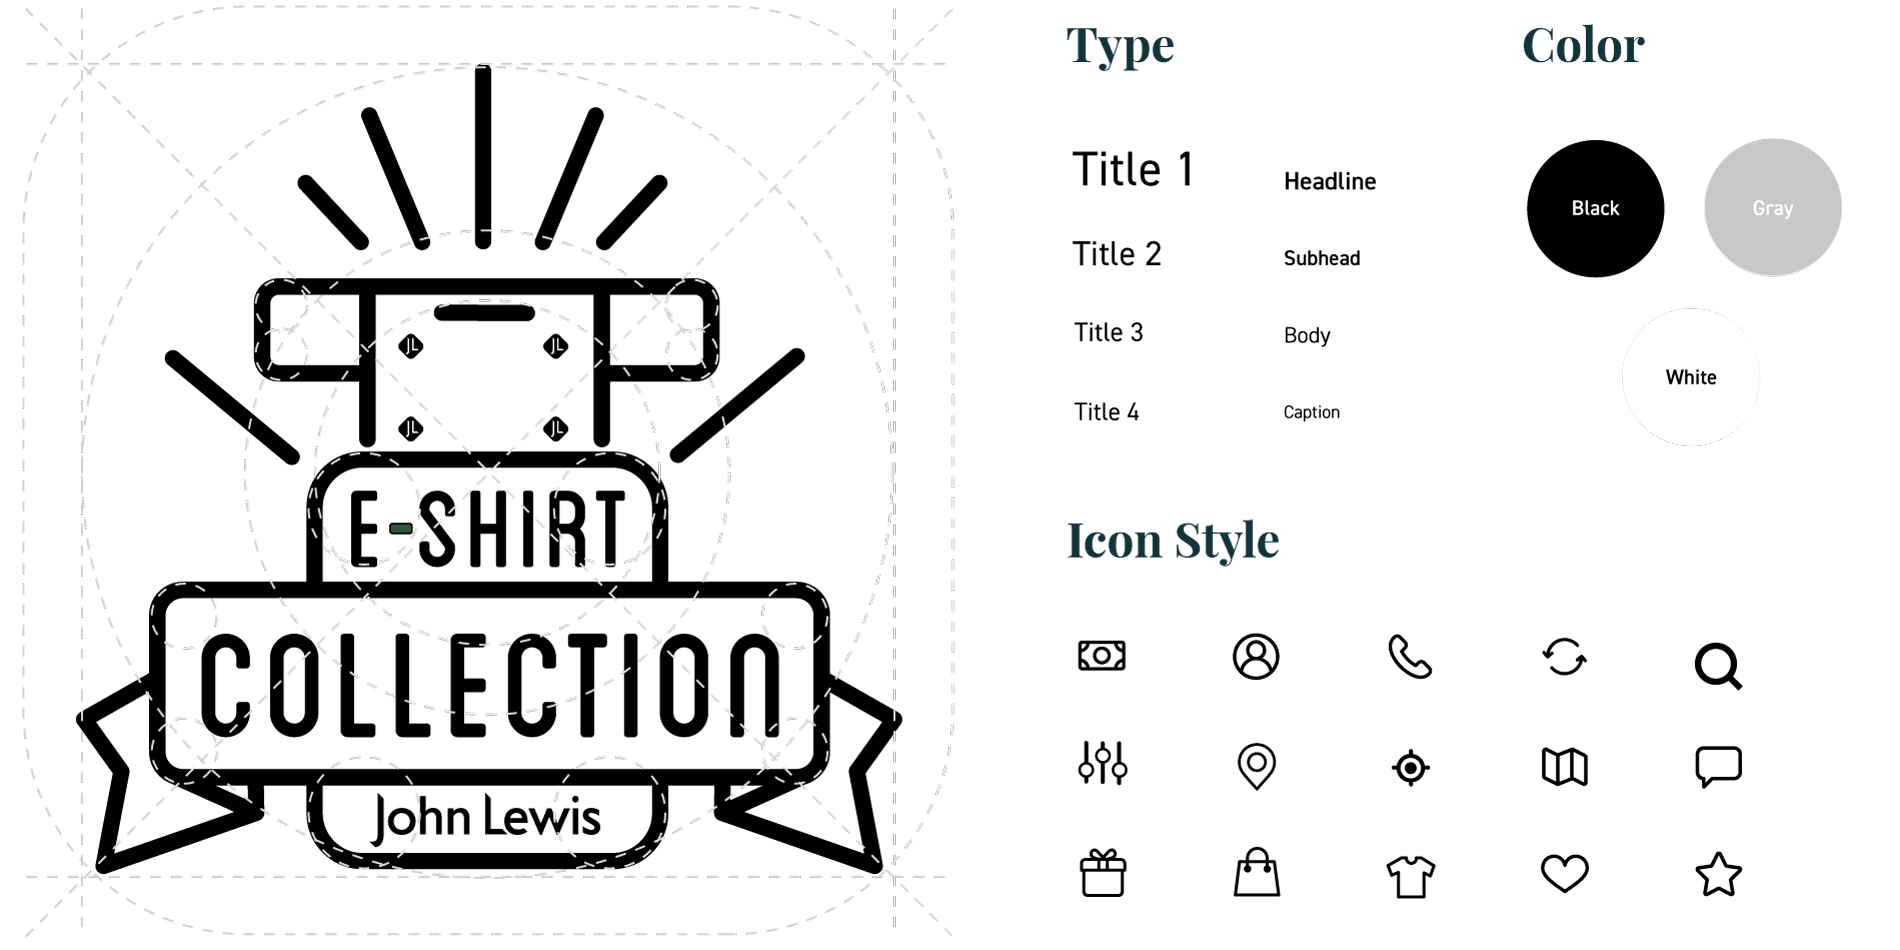 JL JL
JL JL
E-SHIRT
COLLECTION
John Lewis
Type
Title 1
Headline
Title 2
Subhead
Title 3
Body
Title 4
Caption
Color
Black
Gray
White
Icon Style